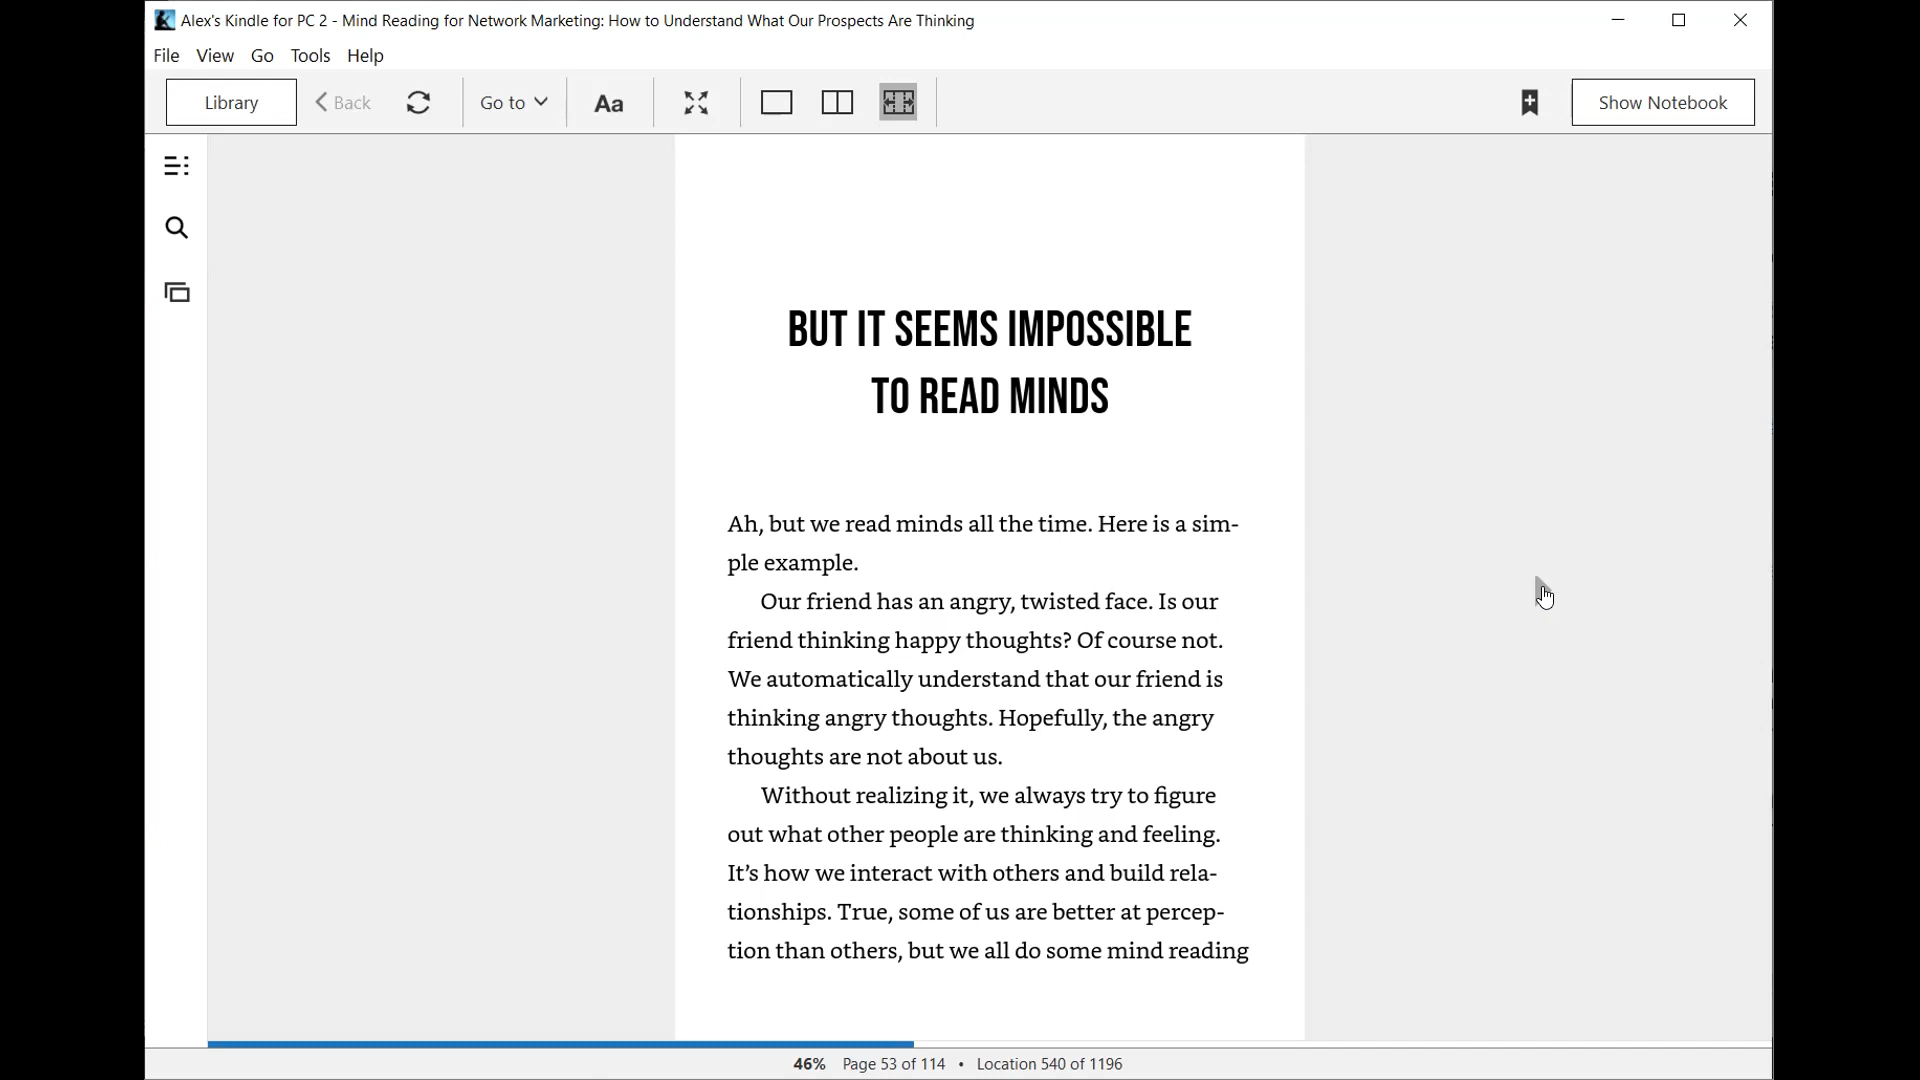 Alex's Kindle for PC 2 - Mind Reading for Network Marketing: How to Understand What Our Prospects Are Thinking
File View Go Tools Help
Library Back Go to Aa Show Notebook
BUT IT SEEMS IMPOSSIBLE
TO READ MINDS
Ah, but we read minds all the time. Here is a sim-
ple example.
Our friend has an angry, twisted face. Is our
friend thinking happy thoughts? Of course not.
We automatically understand that our friend is
thinking angry thoughts. Hopefully, the angry
thoughts are not about us.
Without realizing it, we always try to figure
out what other people are thinking and feeling.
It’s how we interact with others and build rela-
tionships. True, some of us are better at percep-
tion than others, but we all do some mind reading
46% Page 53 of 114 • Location 540 of 1196